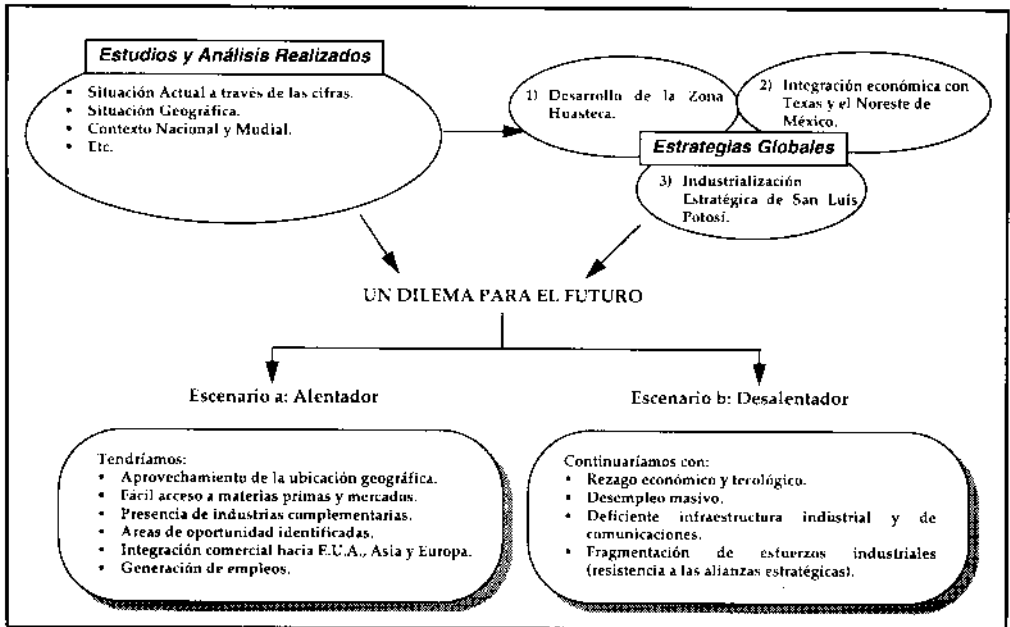 Estudios y Análisis Realizados
• Situación Actual a través de las cifras.
• Situación Geográfica.
• Contexto Nacional y Mudial.
• Etc.
1) Desarrollo de la Zona
Huasteca.
2) Integración económica con
Texas y el Noreste de
México.
Estrategias Globales
3) Industrialización
Estratégica de San Luis
Potosí.
UN DILEMA PARA EL FUTURO
Escenario a: Alentador
Tendríamos:
• Aprovechamiento de la ubicación geográfica.
• Fácil acceso a materias primas y mercados.
• Presencia de industrias complementarias.
• Areas de oportunidad identificadas.
• Integración comercial hacia E.U.A., Asia y Europa.
• Generación de empleos.
Escenario b: Desalentador
Continuaríamos con:
• Rezago económico y terológico.
• Desempleo masivo.
• Deficiente infraestructura industrial y de
comunicaciones.
• Fragmentación de esfuerzos industriales
(resistencia a las alianzas estratégicas).